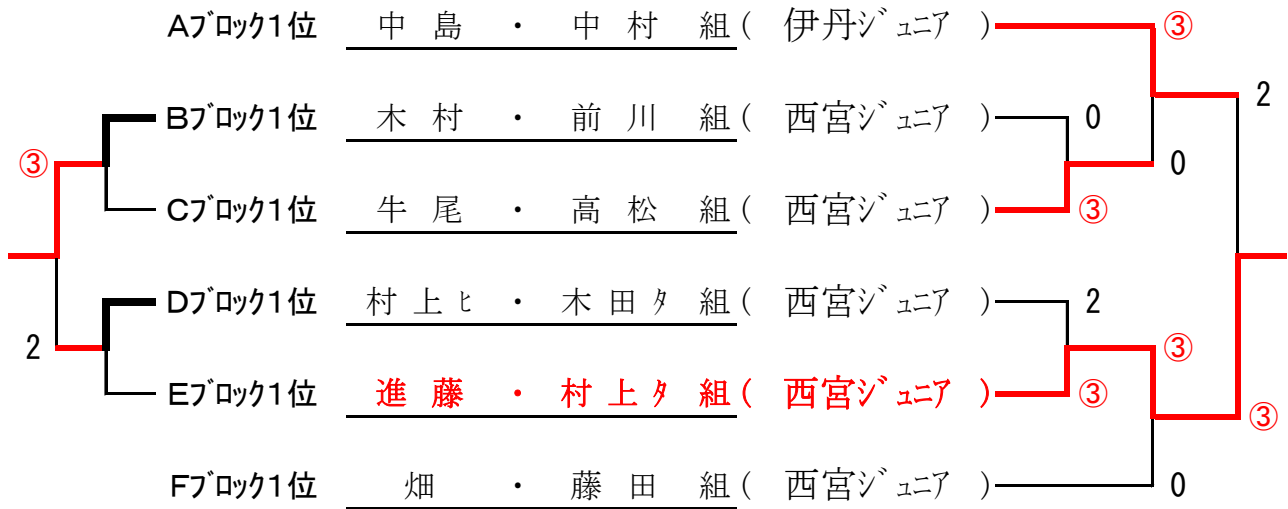 Aブロック1位 中島 ・ 中村 組( 伊丹ジュニア ) ③
2
Bブロック1位 木村 ・ 前川 組( 西宮ジュニア ) 0
③ 0
Cブロック1位 牛尾 ・ 高松 組( 西宮ジュニア ) ③
Dブロック1位 村上ヒ ・ 木田タ 組( 西宮ジュニア ) 2
2 ③
Eブロック1位 進藤 ・ 村上タ 組( 西宮ジュニア ) ③
③
Fブロック1位 畑 ・ 藤田 組( 西宮ジュニア ) 0